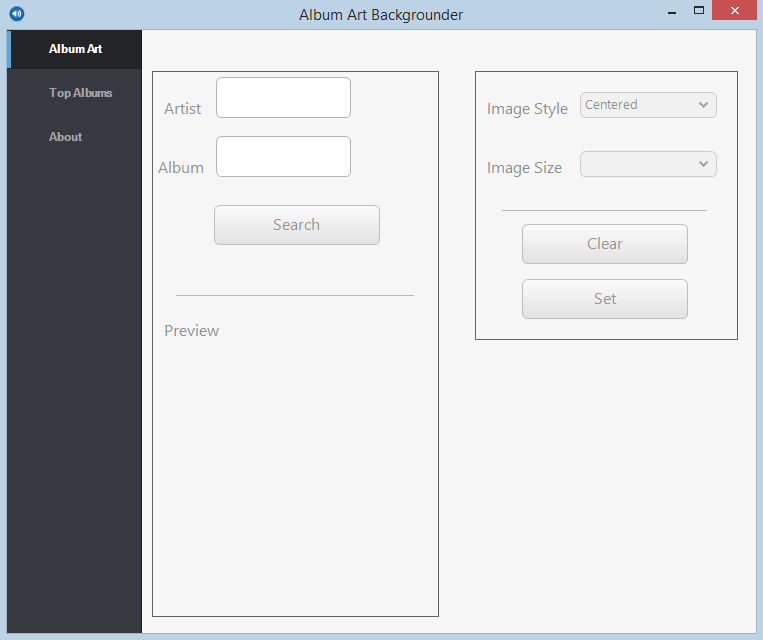 Album Art Backgrounder
Album Art
Top Albums
About
Artist
Album
Search
Preview
Image Style
Centered
Image Size
Clear
Set